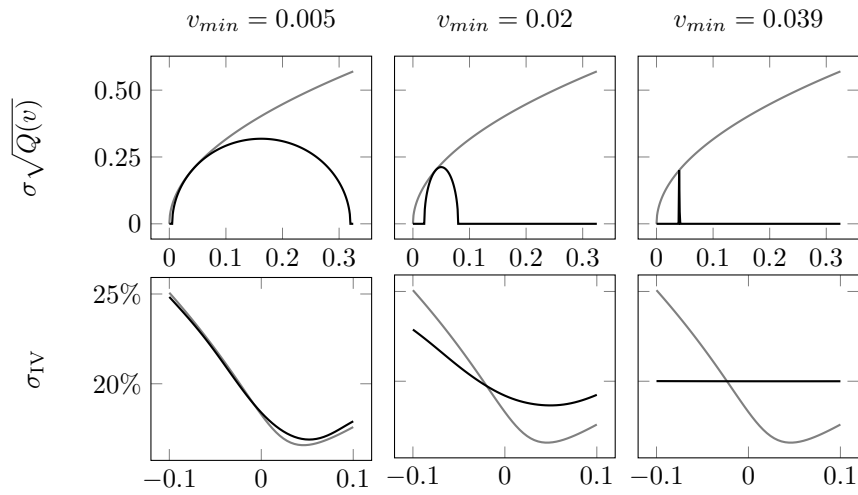 v_{min} = 0.005 v_{min} = 0.02 v_{min} = 0.039
σ√Q(v)
0.50
0.25
0
0 0.1 0.2 0.3 0 0.1 0.2 0.3 0 0.1 0.2 0.3
σ_{IV}
25%
20%
−0.1 0 0.1 −0.1 0 0.1 −0.1 0 0.1